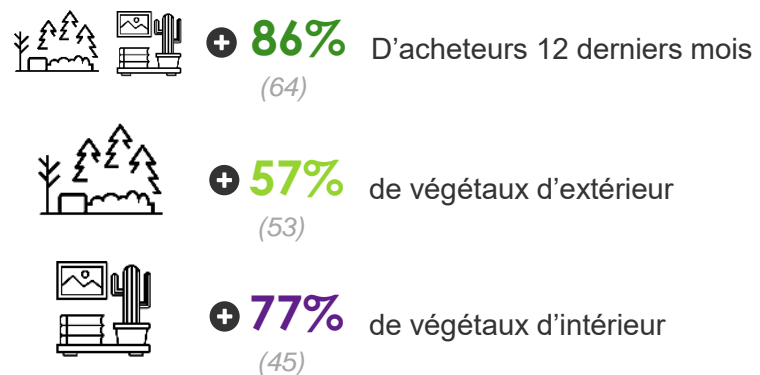 + 86% D’acheteurs 12 derniers mois
(64)
+ 57% de végétaux d’extérieur
(53)
+ 77% de végétaux d’intérieur
(45)